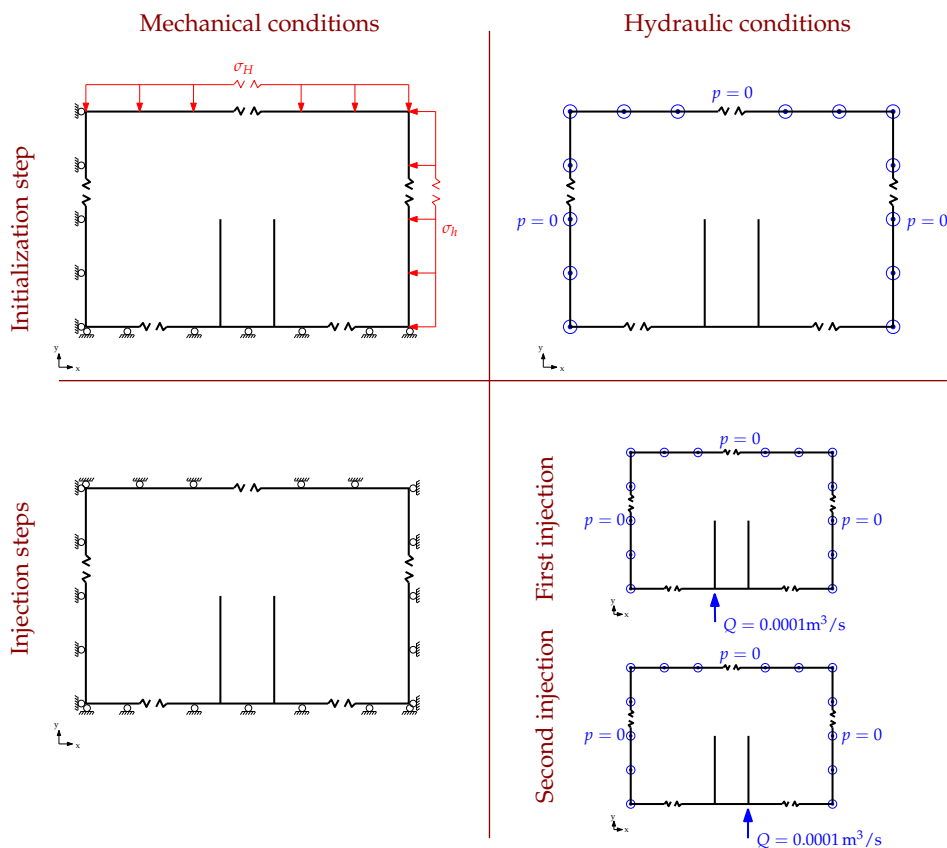 Mechanical conditions
Hydraulic conditions
Initialization step
σH
σh
y
x
p = 0
p = 0
p = 0
y
x
Injection steps
y
x
First injection
p = 0
p = 0
p = 0
y
x
Q = 0.0001m³/s
Second injection
p = 0
p = 0
p = 0
y
x
Q = 0.0001 m³/s